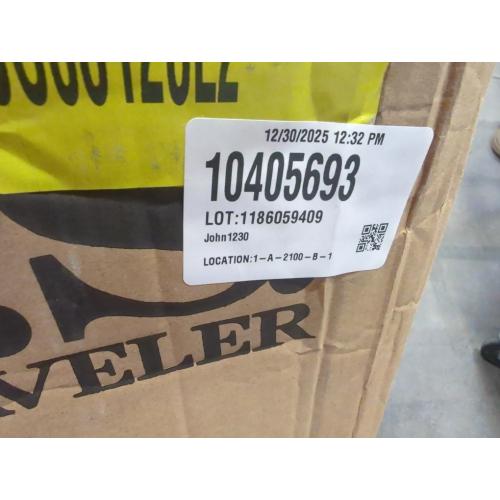 12/30/2025 12:32 PM
10405693
LOT:1186059409
John1230
LOCATION:1-A-2100-B-1
VELER